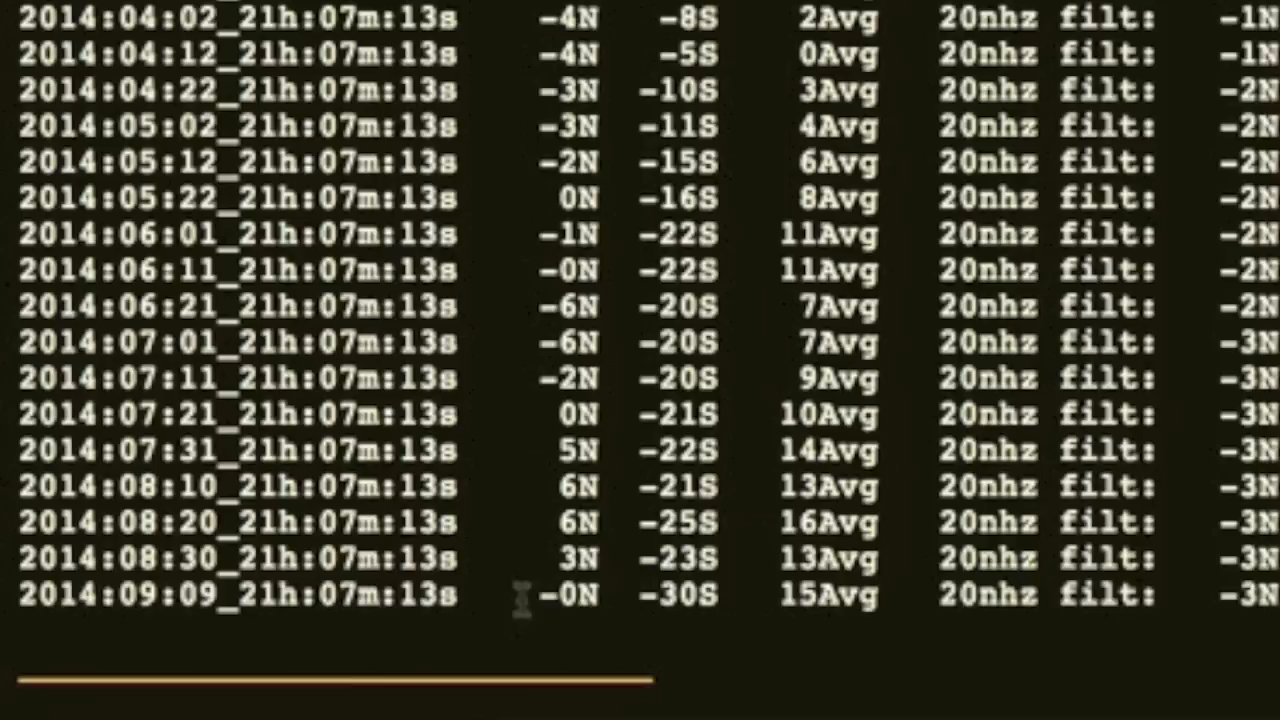 2014:04:02_21h:07m:13s -4N -8S 2Avg 20nhz filt: -1N
2014:04:12_21h:07m:13s -4N -5S 0Avg 20nhz filt: -1N
2014:04:22_21h:07m:13s -3N -10S 3Avg 20nhz filt: -2N
2014:05:02_21h:07m:13s -3N -11S 4Avg 20nhz filt: -2N
2014:05:12_21h:07m:13s -2N -15S 6Avg 20nhz filt: -2N
2014:05:22_21h:07m:13s 0N -16S 8Avg 20nhz filt: -2N
2014:06:01_21h:07m:13s -1N -22S 11Avg 20nhz filt: -2N
2014:06:11_21h:07m:13s -0N -22S 11Avg 20nhz filt: -2N
2014:06:21_21h:07m:13s -6N -20S 7Avg 20nhz filt: -2N
2014:07:01_21h:07m:13s -6N -20S 7Avg 20nhz filt: -3N
2014:07:11_21h:07m:13s -2N -20S 9Avg 20nhz filt: -3N
2014:07:21_21h:07m:13s 0N -21S 10Avg 20nhz filt: -3N
2014:07:31_21h:07m:13s 5N -22S 14Avg 20nhz filt: -3N
2014:08:10_21h:07m:13s 6N -21S 13Avg 20nhz filt: -3N
2014:08:20_21h:07m:13s 6N -25S 16Avg 20nhz filt: -3N
2014:08:30_21h:07m:13s 3N -23S 13Avg 20nhz filt: -3N
2014:09:09_21h:07m:13s -0N -30S 15Avg 20nhz filt: -3N